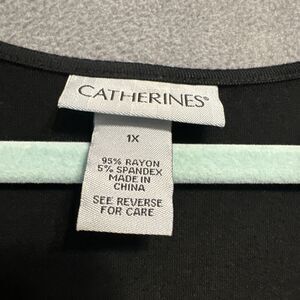 CATHERINES®
1X
95% RAYON
5% SPANDEX
MADE IN
CHINA
SEE REVERSE
FOR CARE